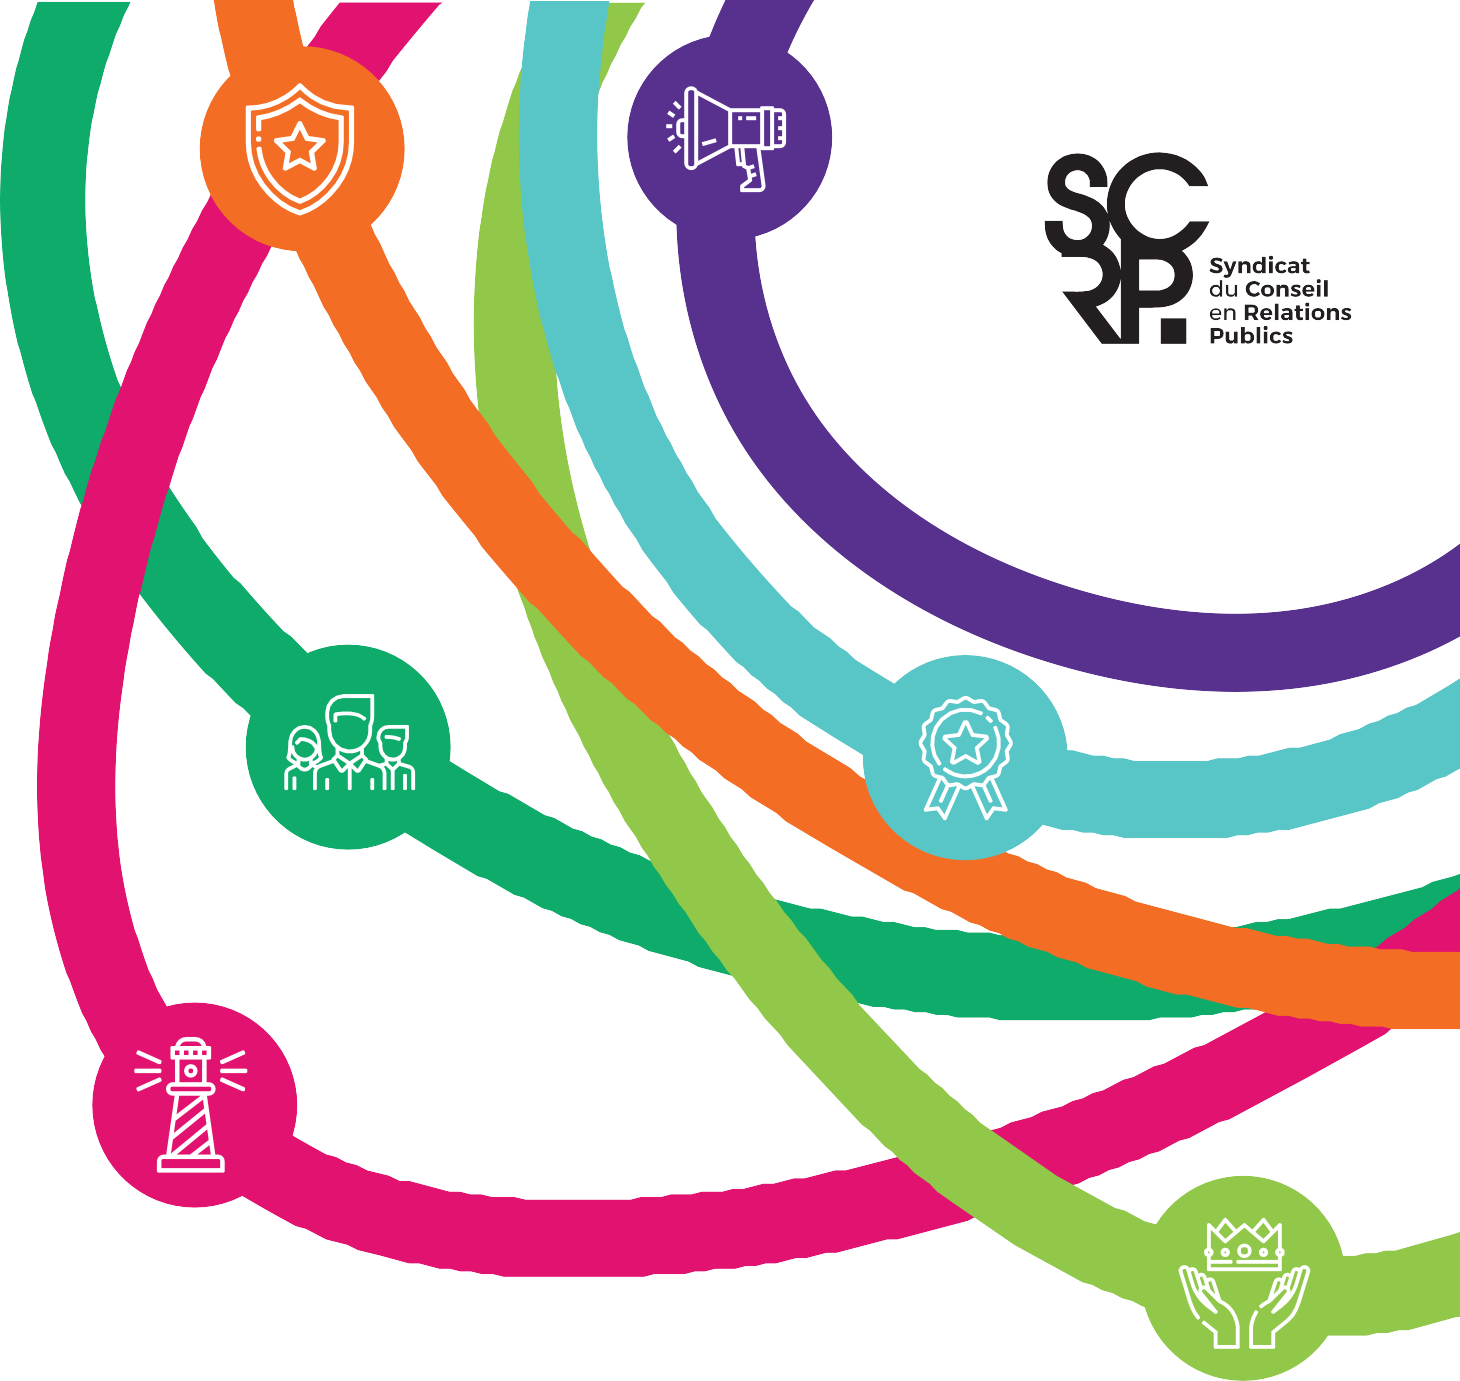 SC
RP.
Syndicat
du Conseil
en Relations
Publics